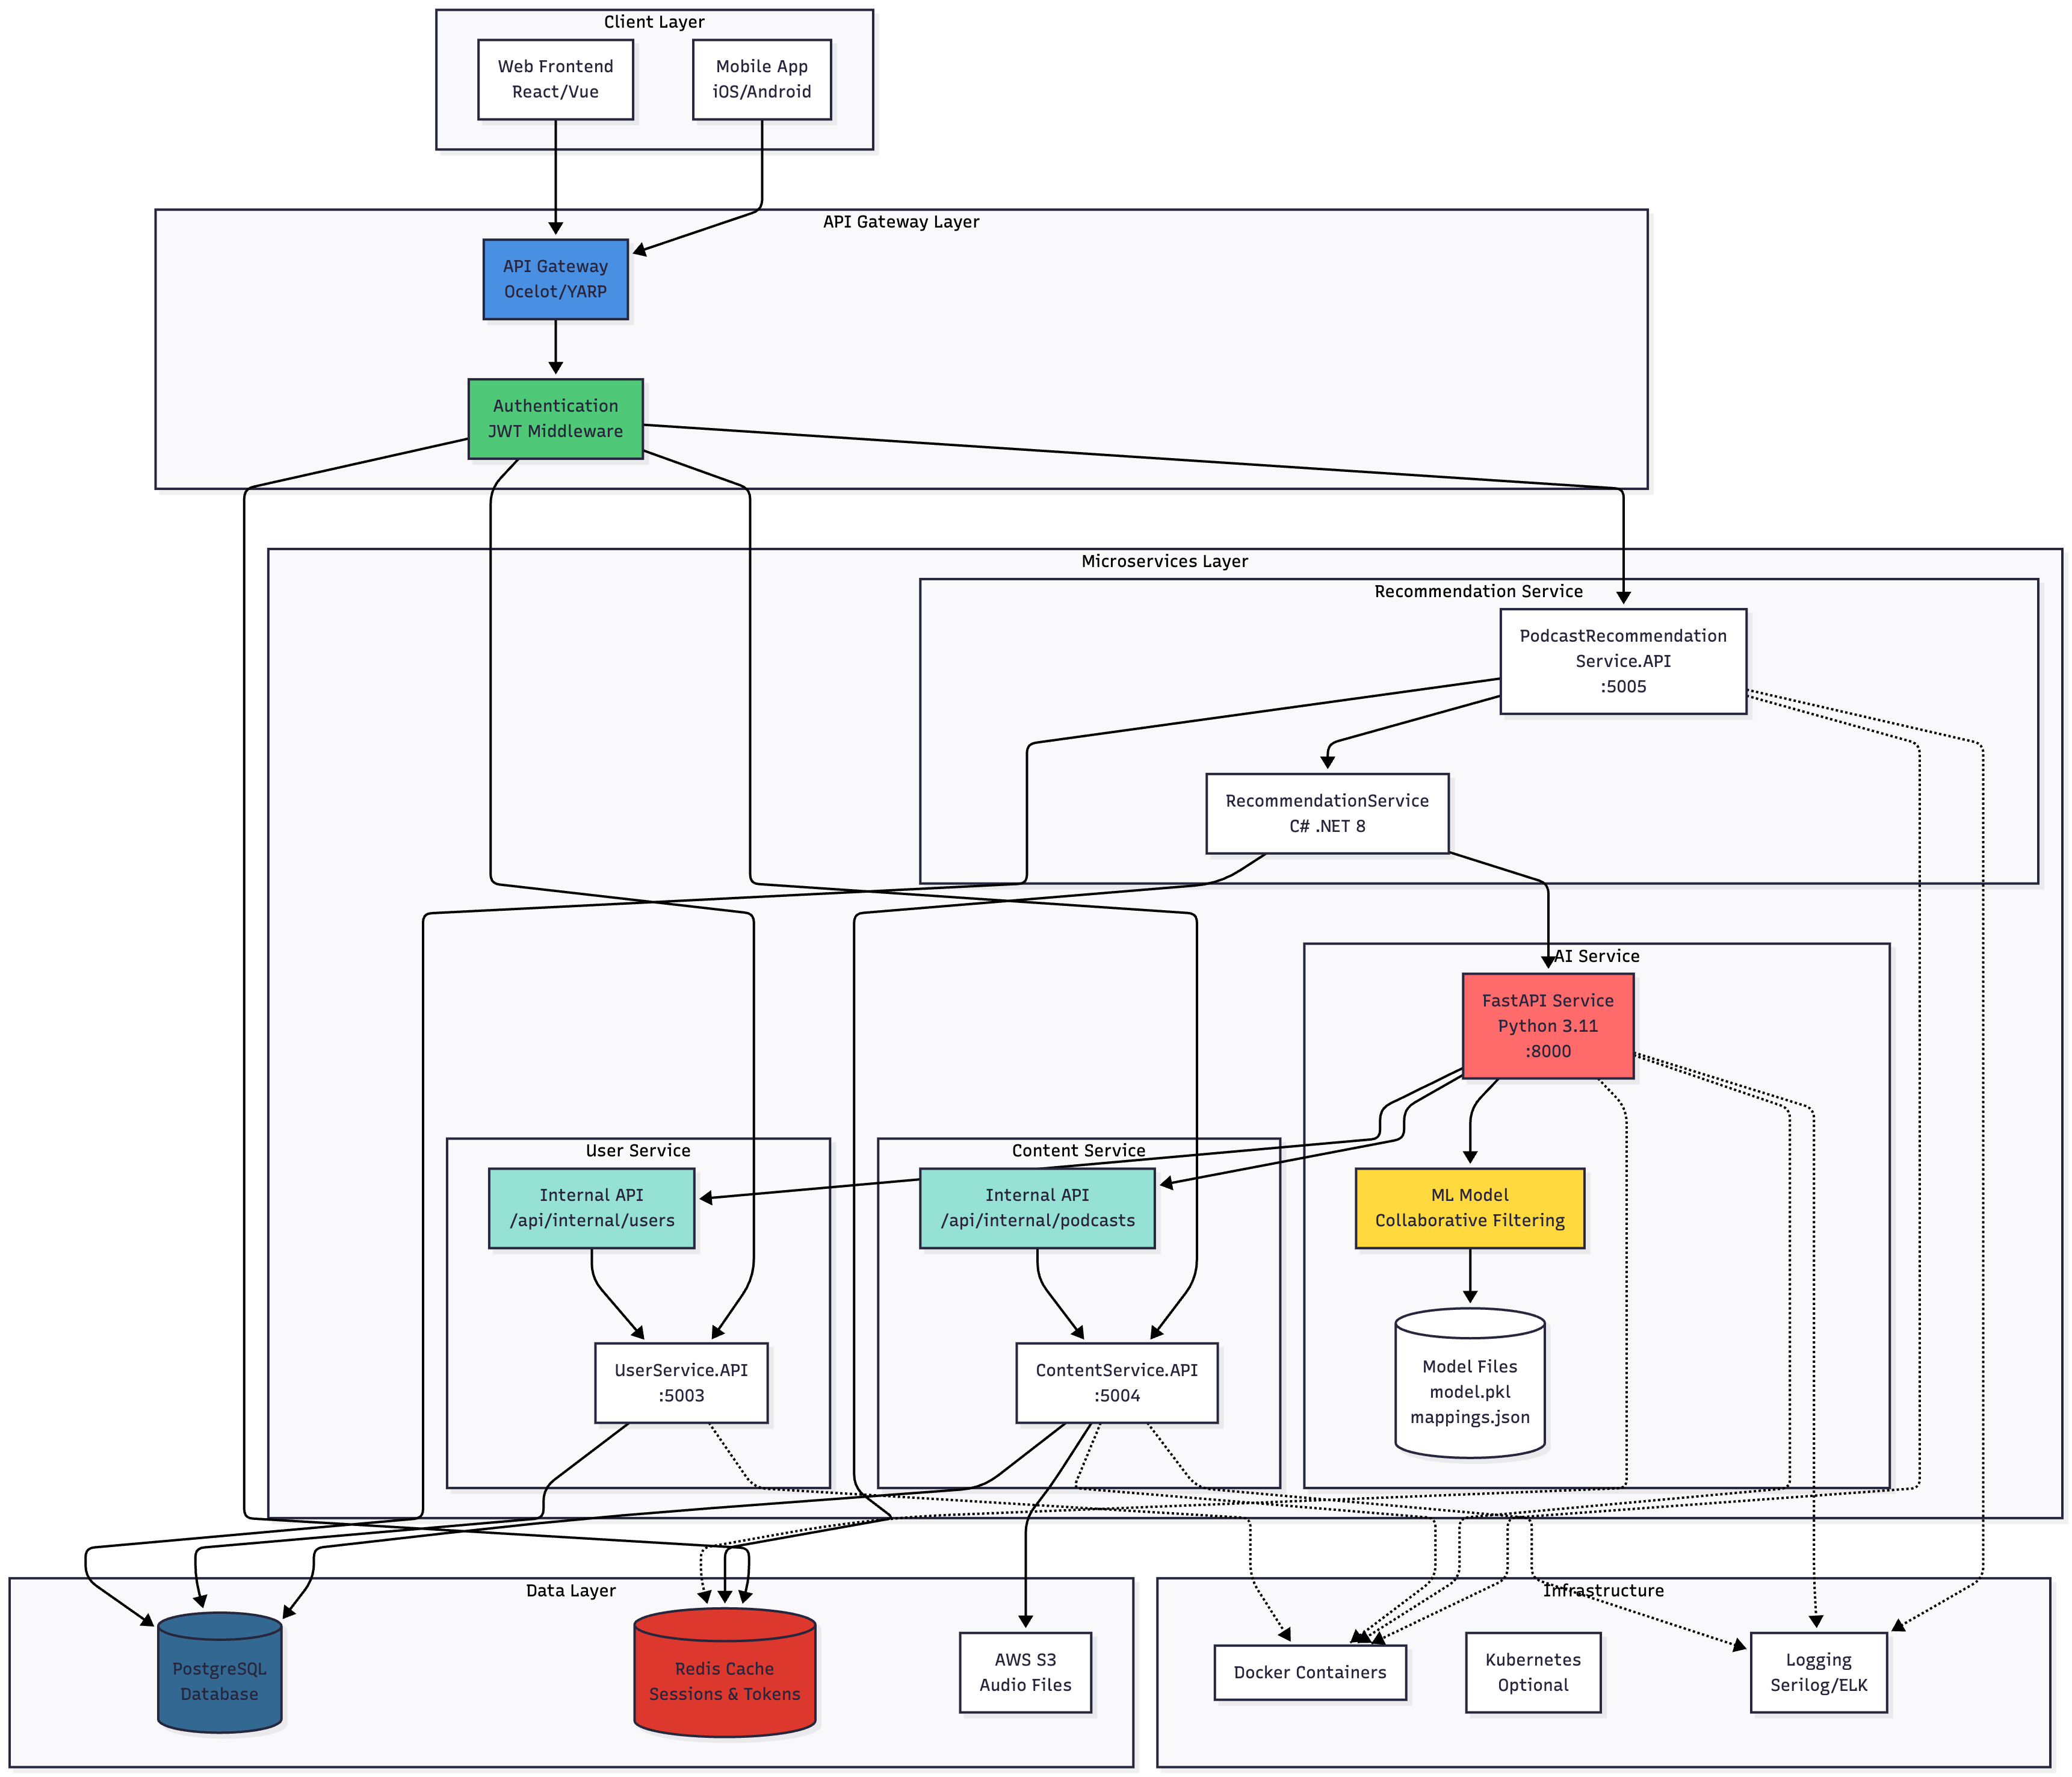 Client Layer
Web Frontend
React/Vue
Mobile App
iOS/Android
API Gateway Layer
API Gateway
Ocelot/YARP
Authentication
JWT Middleware
Microservices Layer
Recommendation Service
PodcastRecommendation
Service.API
:5005
RecommendationService
C# .NET 8
AI Service
FastAPI Service
Python 3.11
:8000
User Service
Internal API
/api/internal/users
Content Service
Internal API
/api/internal/podcasts
ML Model
Collaborative Filtering
UserService.API
:5003
ContentService.API
:5004
Model Files
model.pkl
mappings.json
Data Layer
PostgreSQL
Database
Redis Cache
Sessions & Tokens
AWS S3
Audio Files
Infrastructure
Docker Containers
Kubernetes
Optional
Logging
Serilog/ELK